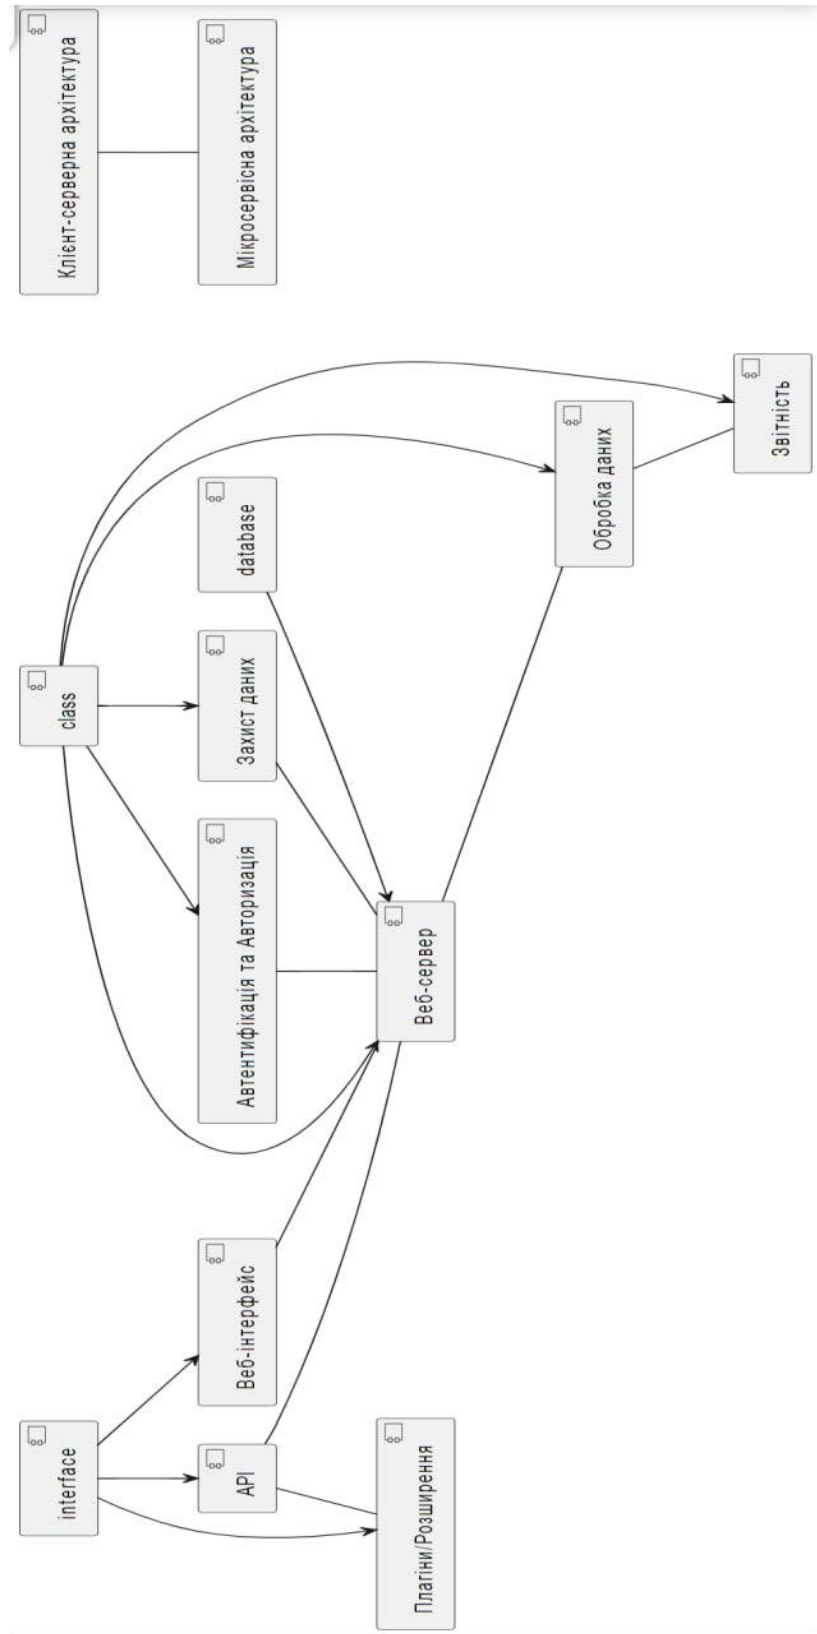 interface
class
Клієнт-серверна архітектура
API
Веб-інтерфейс
Автентифікація та Авторизація
Захист даних
database
Мікросервісна архітектура
Плагіни/Розширення
Веб-сервер
Обробка даних
Звітність